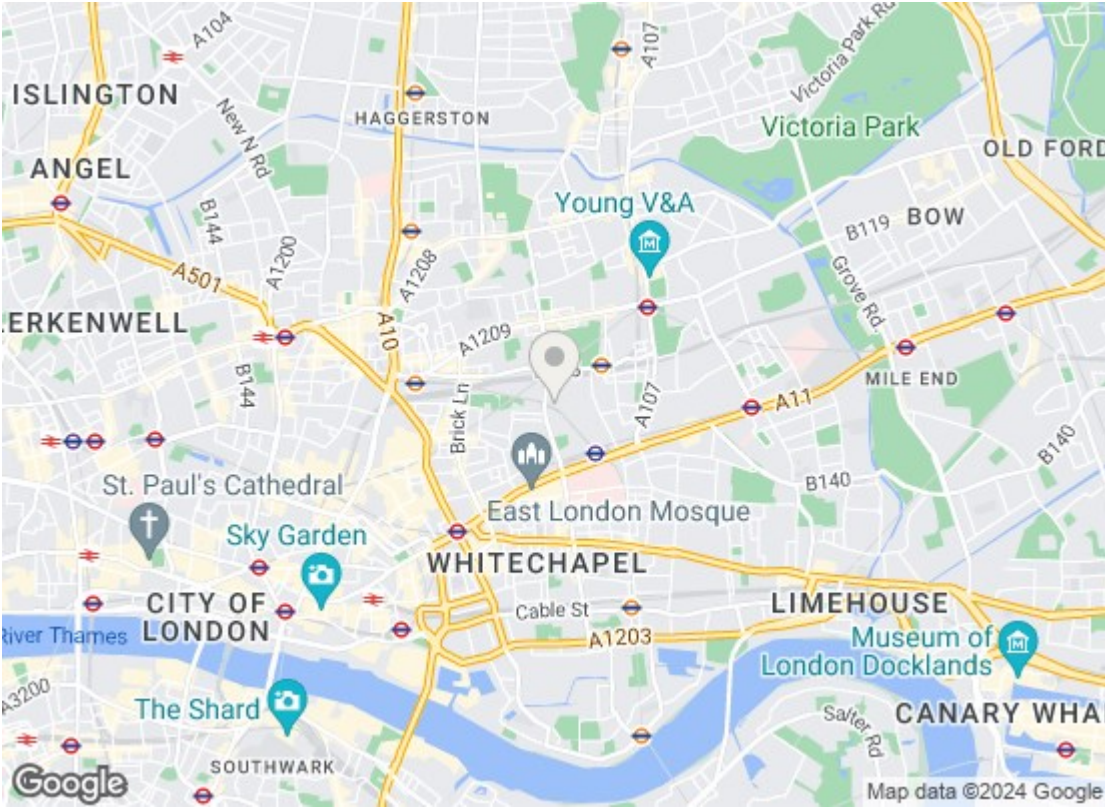 A104
A107
Victoria Park Rd
ISLINGTON
New N Rd
HAGGERSTON
Victoria Park
OLD FORD
ANGEL
Young V&A
B144
A1200
A1208
B119
BOW
A501
Grove Rd.
LERKENWELL
A10
A1209
B144
Brick Ln
A107
MILE END
A11
B140
St. Paul's Cathedral
B140
East London Mosque
Sky Garden
WHITECHAPEL
CITY OF
LONDON
Cable St
LIMEHOUSE
River Thames
A1203
Museum of
London Docklands
A3200
The Shard
Salter Rd
CANARY WHA
SOUTHWARK
Google
Map data ©2024 Google